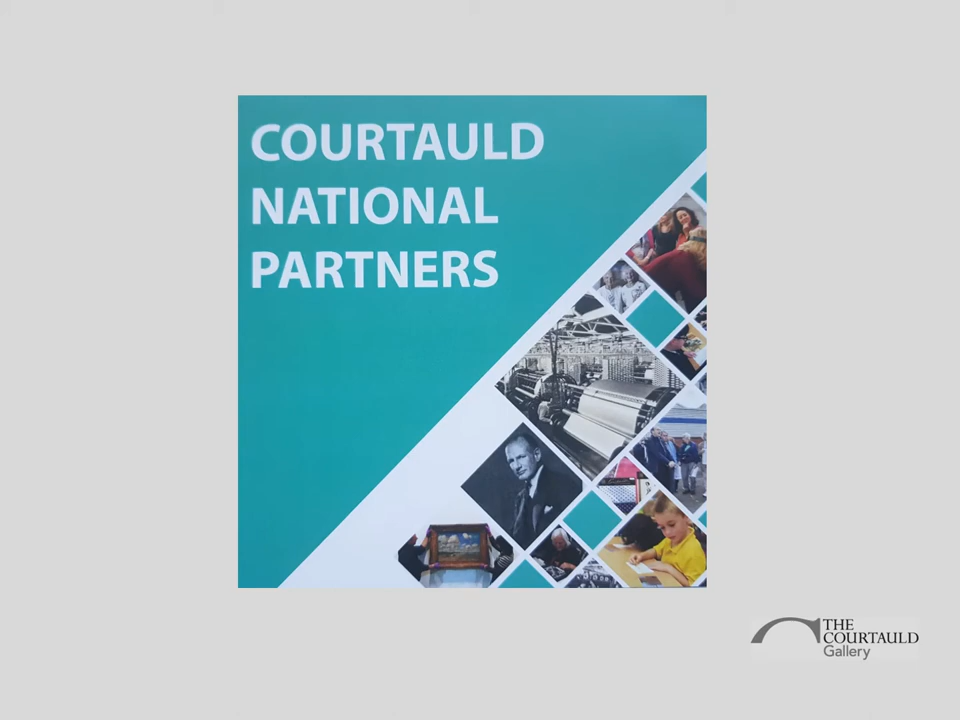 COURTAULD
NATIONAL
PARTNERS
THE
COURTAULD
Gallery